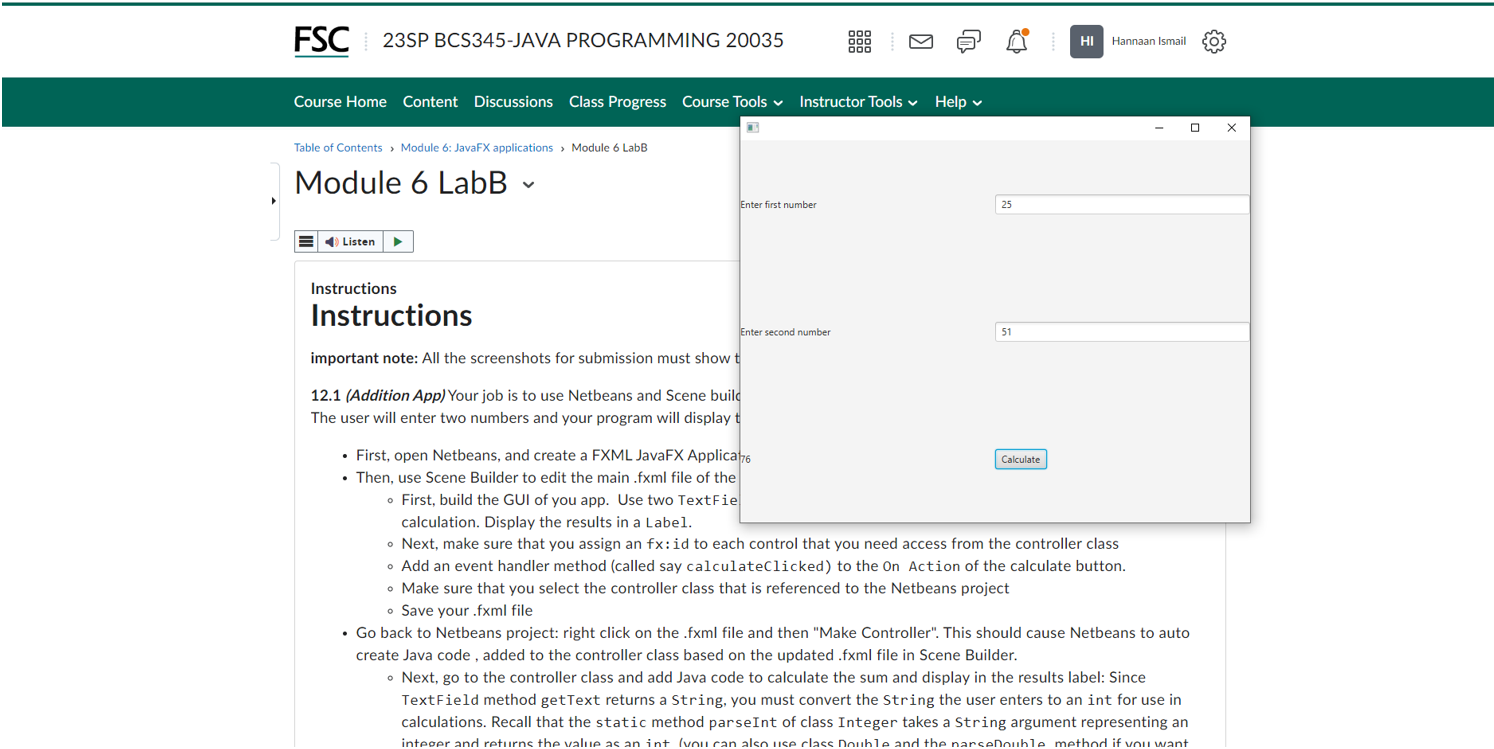 FSC
23SP BCS345-JAVA PROGRAMMING 20035
HI
Hannaan Ismail
Course Home Content Discussions Class Progress Course Tools Instructor Tools Help
Table of Contents › Module 6: JavaFX applications › Module 6 LabB
Module 6 LabB
Listen
Instructions
Instructions
important note: All the screenshots for submission must show t
12.1 (Addition App) Your job is to use Netbeans and Scene build
The user will enter two numbers and your program will display t
• First, open Netbeans, and create a FXML JavaFX Applicat
• Then, use Scene Builder to edit the main .fxml file of the
◦ First, build the GUI of you app. Use two TextFie
calculation. Display the results in a Label.
◦ Next, make sure that you assign an fx:id to each control that you need access from the controller class
◦ Add an event handler method (called say calculateClicked) to the On Action of the calculate button.
◦ Make sure that you select the controller class that is referenced to the Netbeans project
◦ Save your .fxml file
• Go back to Netbeans project: right click on the .fxml file and then "Make Controller". This should cause Netbeans to auto
create Java code , added to the controller class based on the updated .fxml file in Scene Builder.
◦ Next, go to the controller class and add Java code to calculate the sum and display in the results label: Since
TextField method getText returns a String, you must convert the String the user enters to an int for use in
calculations. Recall that the static method parseInt of class Integer takes a String argument representing an
integer and returns the value as an int. (you can also use class Double and the parseDouble method if you want
Enter first number
25
Enter second number
51
76
Calculate